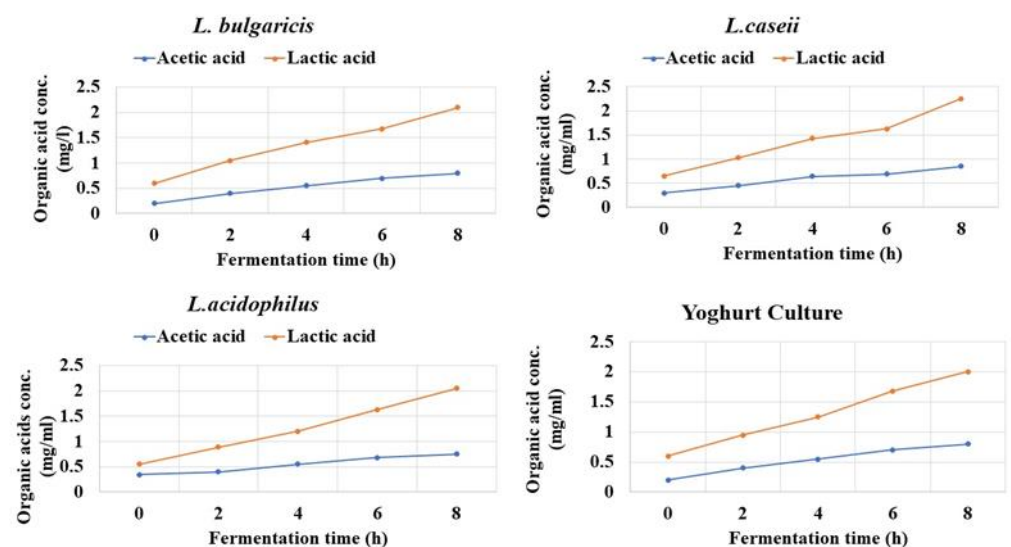 L. bulgaricis
Acetic acid Lactic acid
Organic acid conc.
(mg/l)
2.5
2
1.5
1
0.5
0
0 2 4 6 8
Fermentation time (h)
L.caseii
Acetic acid Lactic acid
Organic acid conc.
(mg/ml)
2.5
2
1.5
1
0.5
0
0 2 4 6 8
Fermentation time (h)
L.acidophilus
Acetic acid Lactic acid
Organic acids conc.
(mg/ml)
2.5
2
1.5
1
0.5
0
0 2 4 6 8
Fermentation time (h)
Yoghurt Culture
Organic acid conc.
(mg/ml)
2.5
2
1.5
1
0.5
0
0 2 4 6 8
Fermentation time (h)